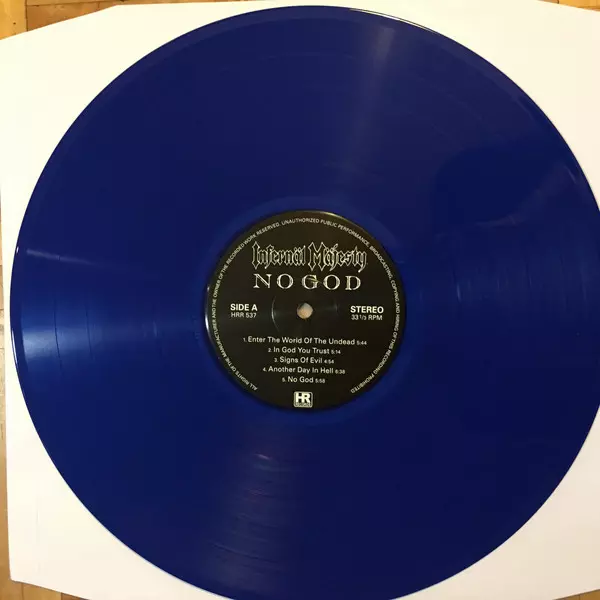 ALL RIGHTS OF THE MANUFACTURER AND THE OWNER OF THE RECORDED WORK RESERVED. UNAUTHORIZED PUBLIC PERFORMANCE, BROADCASTING, COPYING AND HIRING OF THIS RECORDING PROHIBITED.
Infernäl Mäjesty
NO GOD
SIDE A
HRR 537
STEREO
33 1/3 RPM
1. Enter The World Of The Undead 5:44
2. In God You Trust 5:14
3. Signs Of Evil 4:54
4. Another Day In Hell 6:38
5. No God 5:58
HR